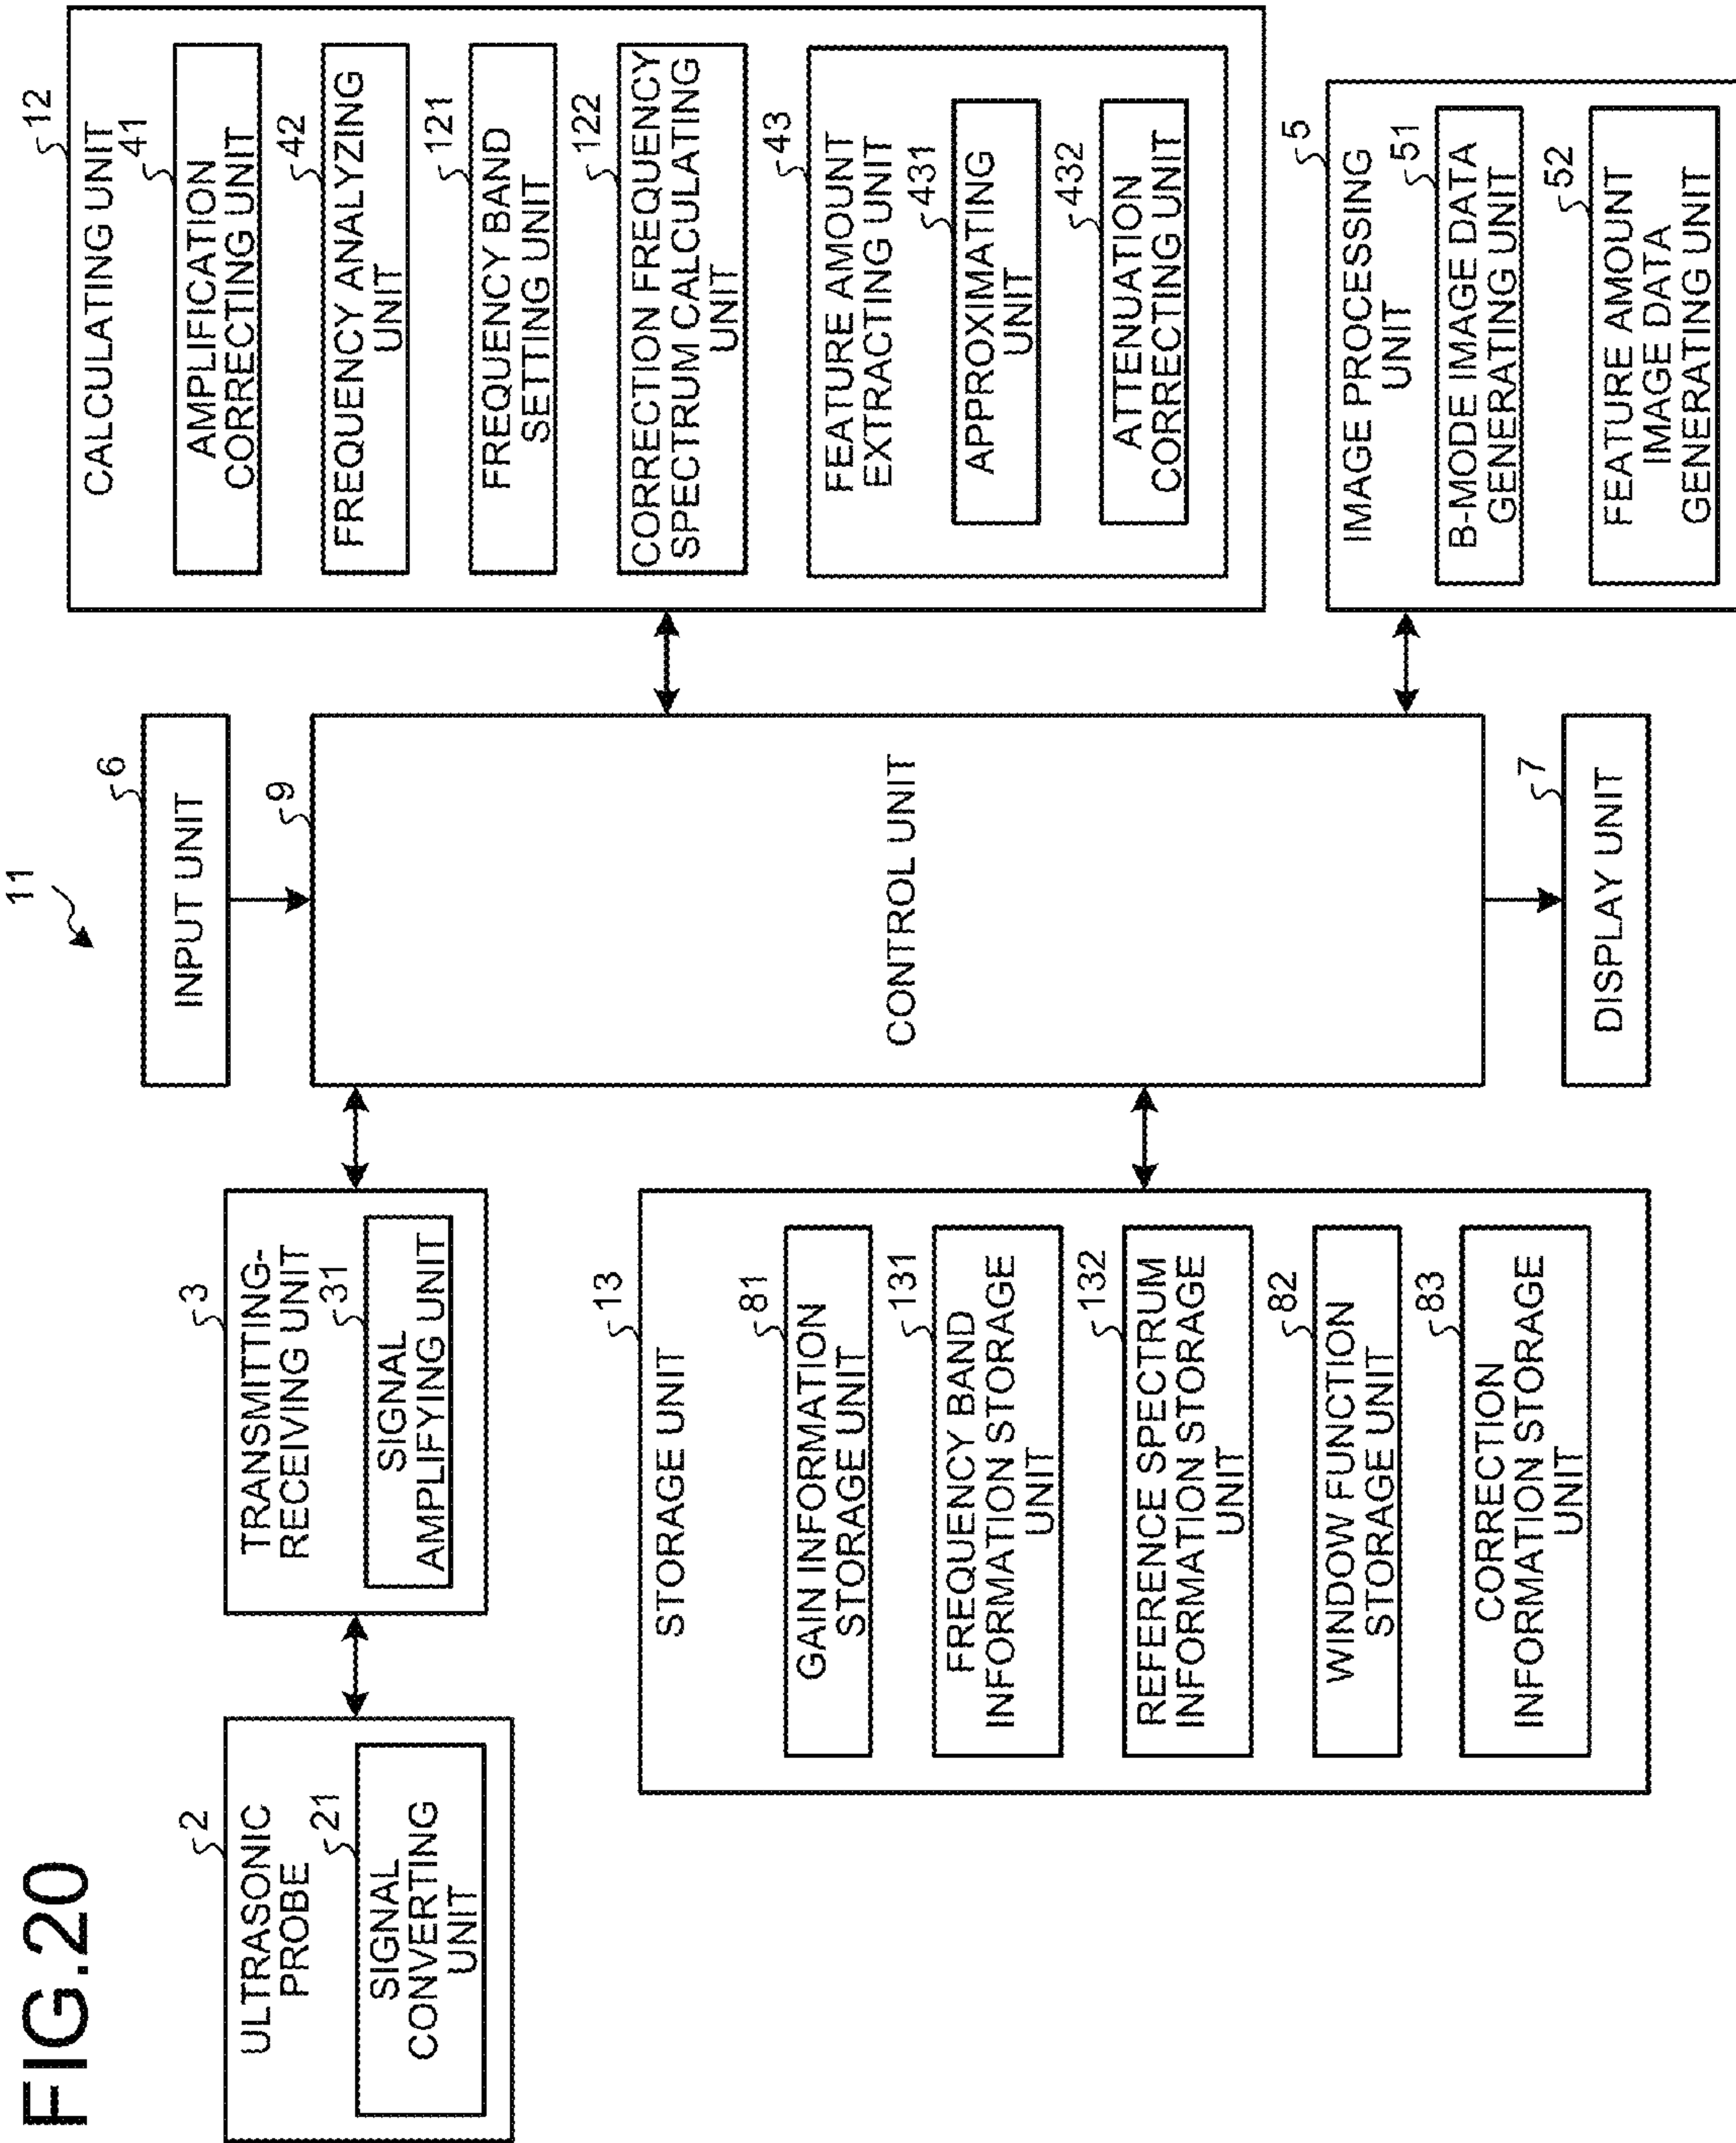 FIG.20
11
2
ULTRASONIC
PROBE
21
SIGNAL
CONVERTING
UNIT
3
TRANSMITTING-
RECEIVING UNIT
31
SIGNAL
AMPLIFYING UNIT
13
STORAGE UNIT
81
GAIN INFORMATION
STORAGE UNIT
131
FREQUENCY BAND
INFORMATION STORAGE
UNIT
132
REFERENCE SPECTRUM
INFORMATION STORAGE
UNIT
82
WINDOW FUNCTION
STORAGE UNIT
83
CORRECTION
INFORMATION STORAGE
UNIT
6
INPUT UNIT
9
CONTROL UNIT
7
DISPLAY UNIT
12
CALCULATING UNIT
41
AMPLIFICATION
CORRECTING UNIT
42
FREQUENCY ANALYZING
UNIT
121
FREQUENCY BAND
SETTING UNIT
122
CORRECTION FREQUENCY
SPECTRUM CALCULATING
UNIT
43
FEATURE AMOUNT
EXTRACTING UNIT
431
APPROXIMATING
UNIT
432
ATTENUATION
CORRECTING UNIT
5
IMAGE PROCESSING
UNIT
51
B-MODE IMAGE DATA
GENERATING UNIT
52
FEATURE AMOUNT
IMAGE DATA
GENERATING UNIT